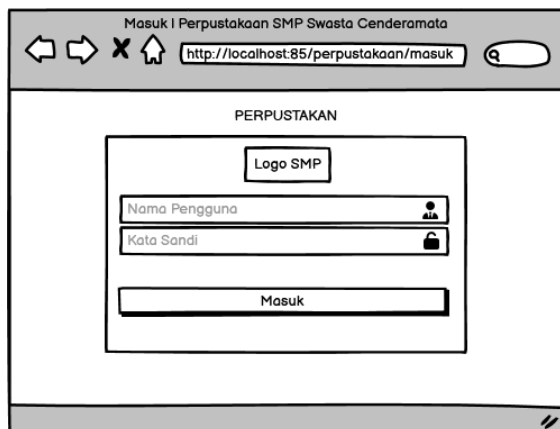 Masuk | Perpustakaan SMP Swasta Cenderamata
http://localhost:85/perpustakaan/masuk
PERPUSTAKAN
Logo SMP
Nama Pengguna
Kata Sandi
Masuk